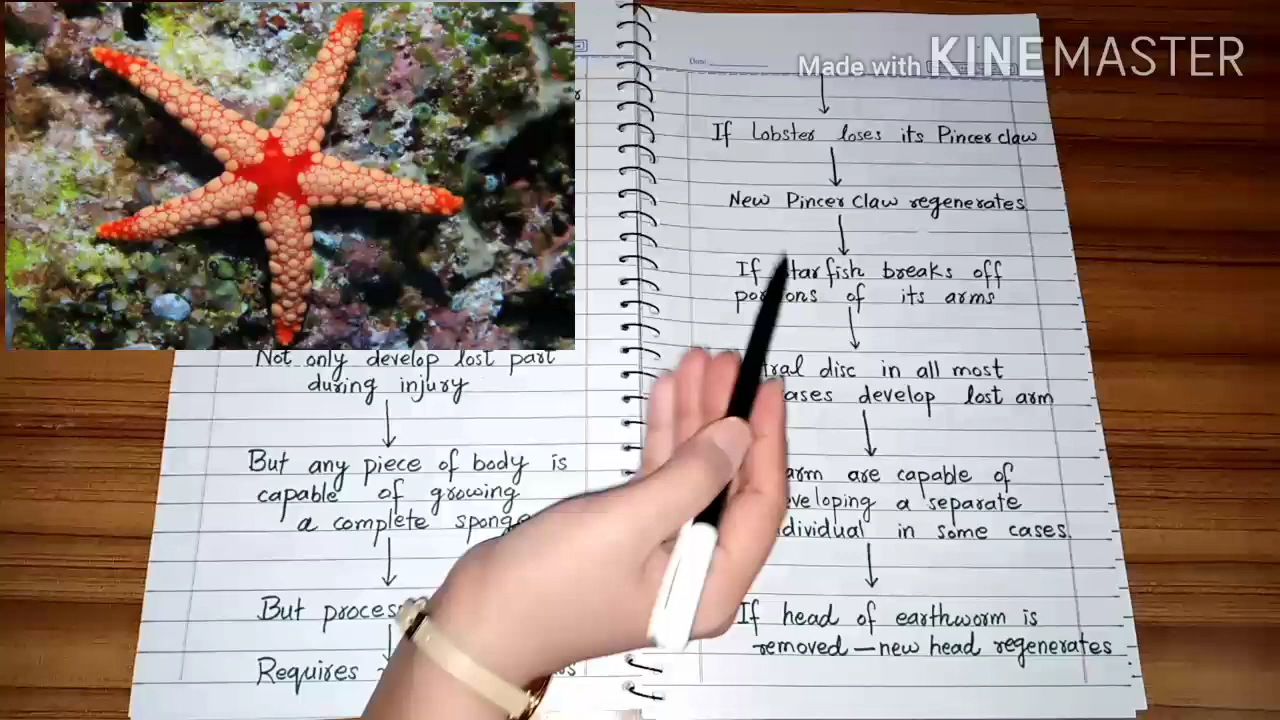 Not only develop lost part
during injury
But any piece of body is
capable of growing
a complete sponge
But process
Requires
Made with KINEMASTER
Date
If Lobster loses its Pincer claw
New Pincer Claw regenerates
If Starfish breaks off
portions of its arms
disc in all most
cases develop lost arm
arm are capable of
developing a separate
individual in some cases.
If head of earthworm is
removed — new head regenerates